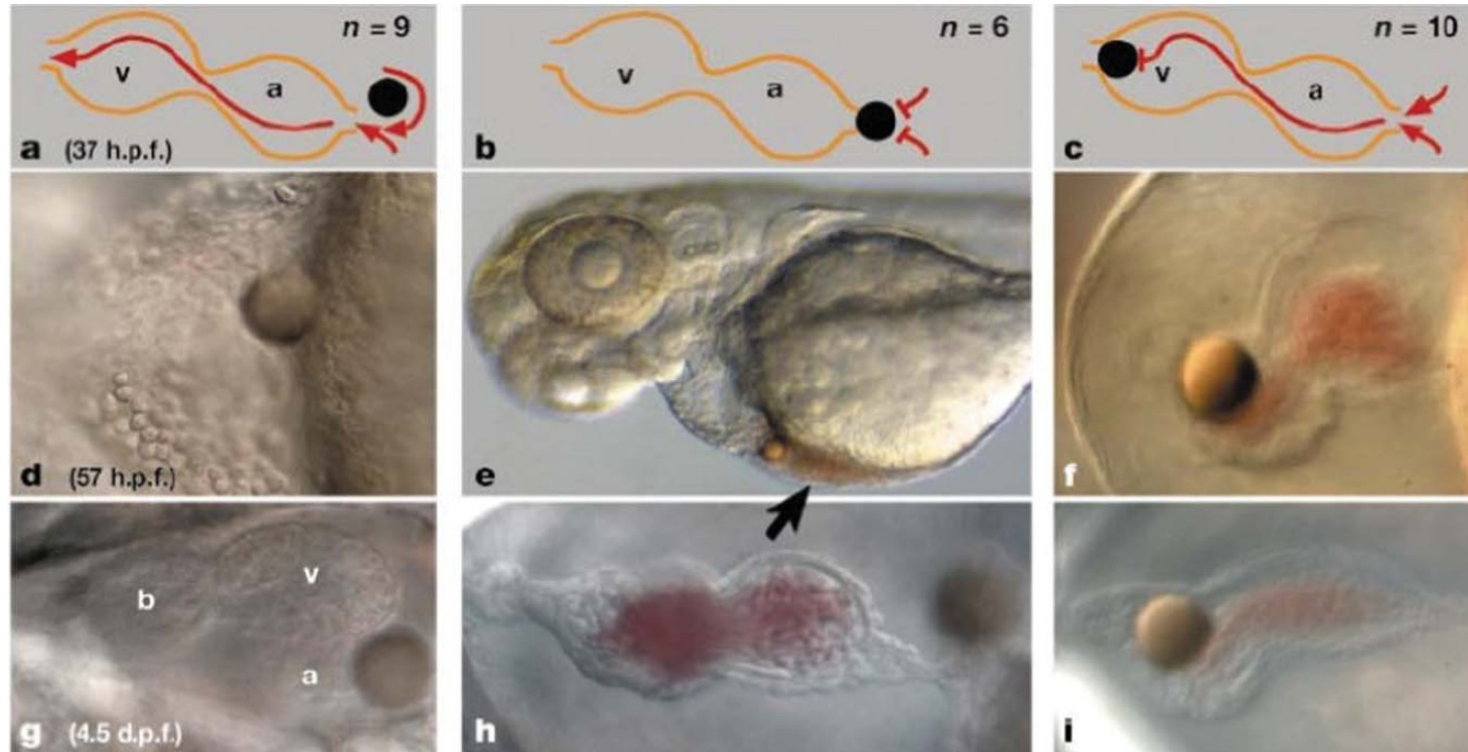 n = 9
v
a
a (37 h.p.f.)
n = 6
v
a
b
n = 10
v
a
c
d (57 h.p.f.)
e
f
b
v
a
g (4.5 d.p.f.)
h
i